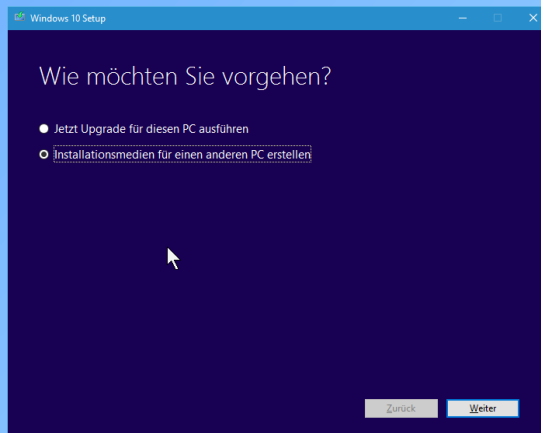 Windows 10 Setup
Wie möchten Sie vorgehen?
Jetzt Upgrade für diesen PC ausführen
Installationsmedien für einen anderen PC erstellen
Zurück
Weiter